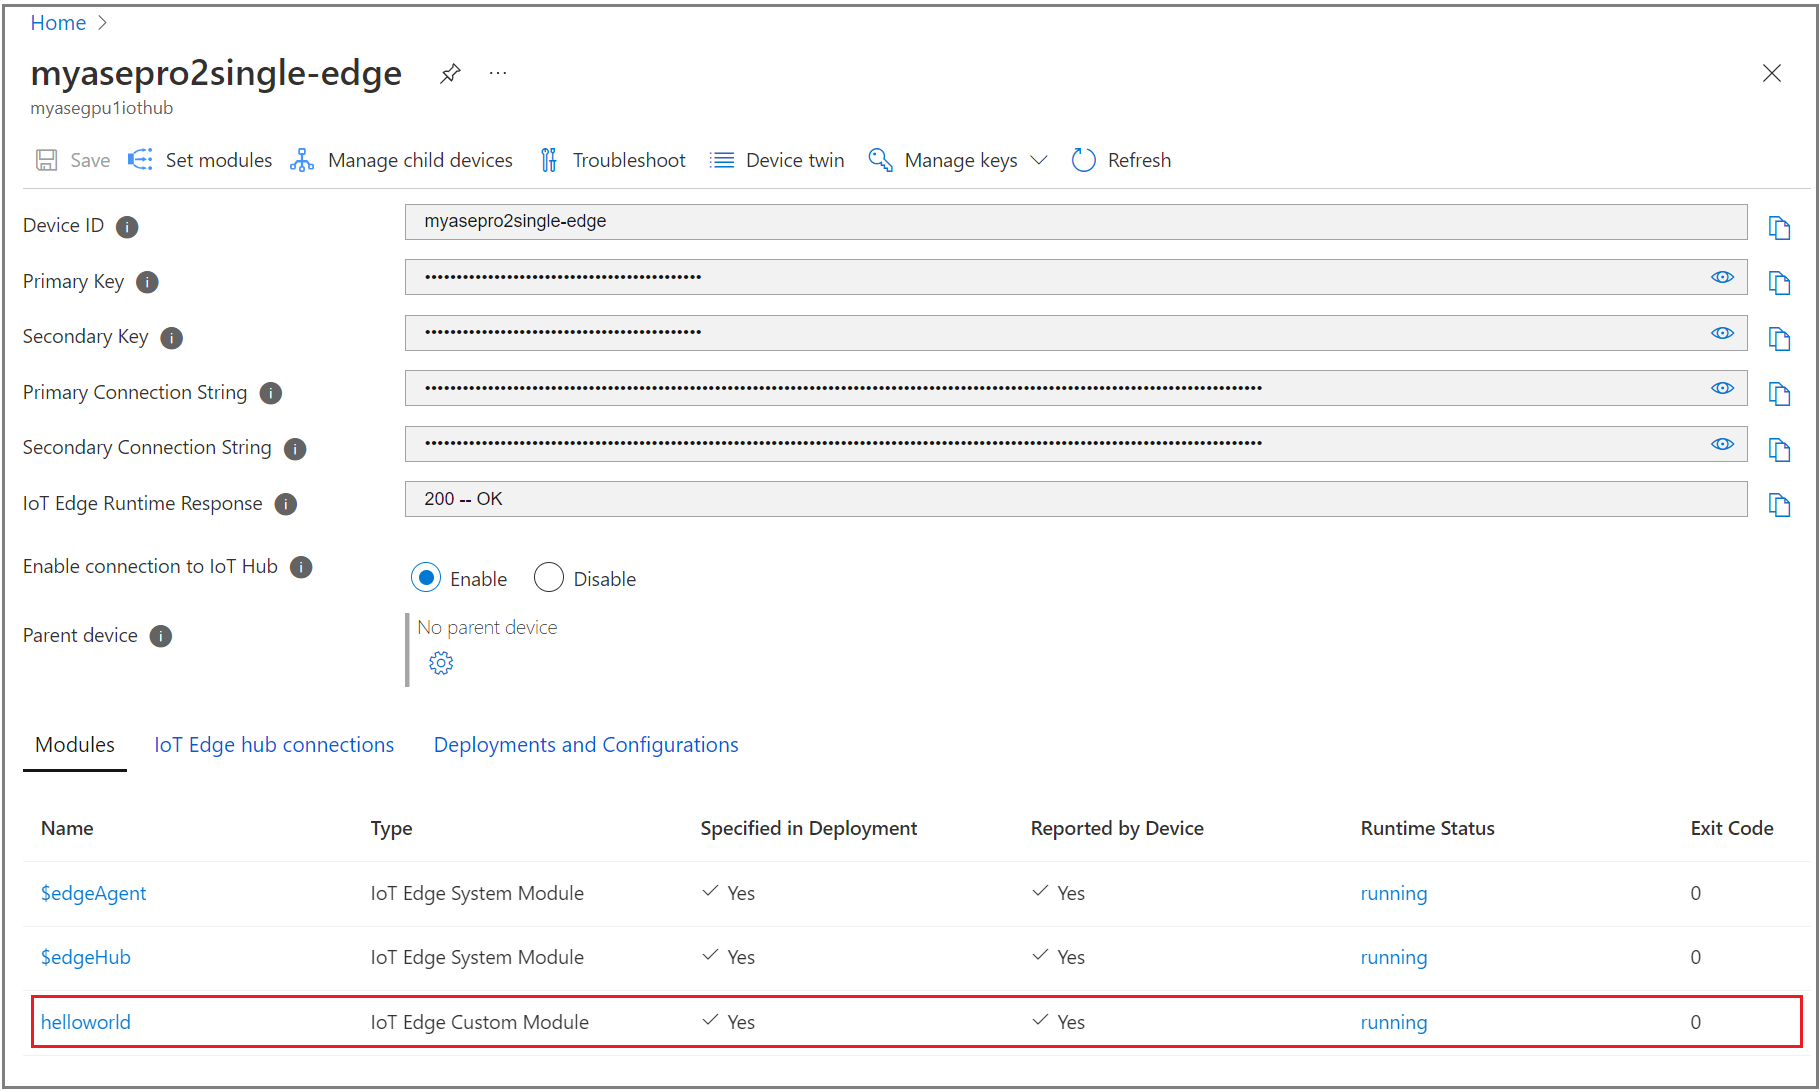 Home
myasepro2single-edge
myasegpu1iothub
Save Set modules Manage child devices Troubleshoot Device twin Manage keys Refresh
Device ID myasepro2single-edge
Primary Key
Secondary Key
Primary Connection String
Secondary Connection String
IoT Edge Runtime Response 200 -- OK
Enable connection to IoT Hub Enable Disable
Parent device No parent device
Modules IoT Edge hub connections Deployments and Configurations
Name Type Specified in Deployment Reported by Device Runtime Status Exit Code
$edgeAgent IoT Edge System Module Yes Yes running 0
$edgeHub IoT Edge System Module Yes Yes running 0
helloworld IoT Edge Custom Module Yes Yes running 0